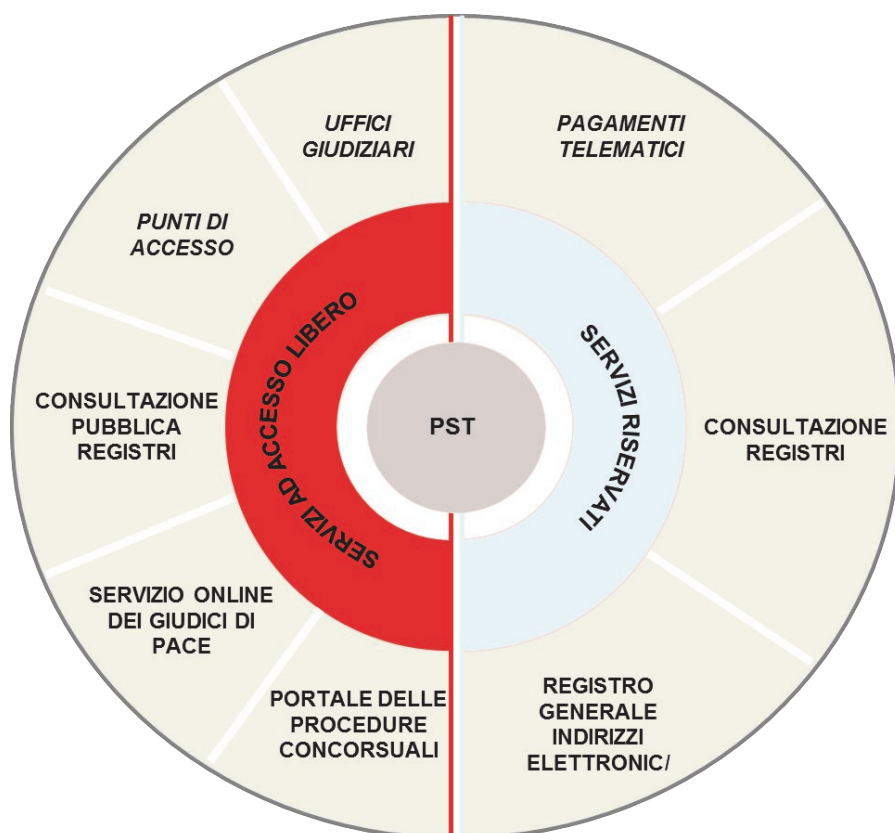 UFFICI
GIUDIZIARI
PAGAMENTI
TELEMATICI
PUNTI DI
ACCESSO
SERVIZI AD ACCESSO LIBERO
SERVIZI RISERVATI
CONSULTAZIONE
PUBBLICA
REGISTRI
PST
CONSULTAZIONE
REGISTRI
SERVIZIO ONLINE
DEI GIUDICI DI
PACE
PORTALE DELLE
PROCEDURE
CONCORSUALI
REGISTRO
GENERALE
INDIRIZZI
ELETTRONIC/